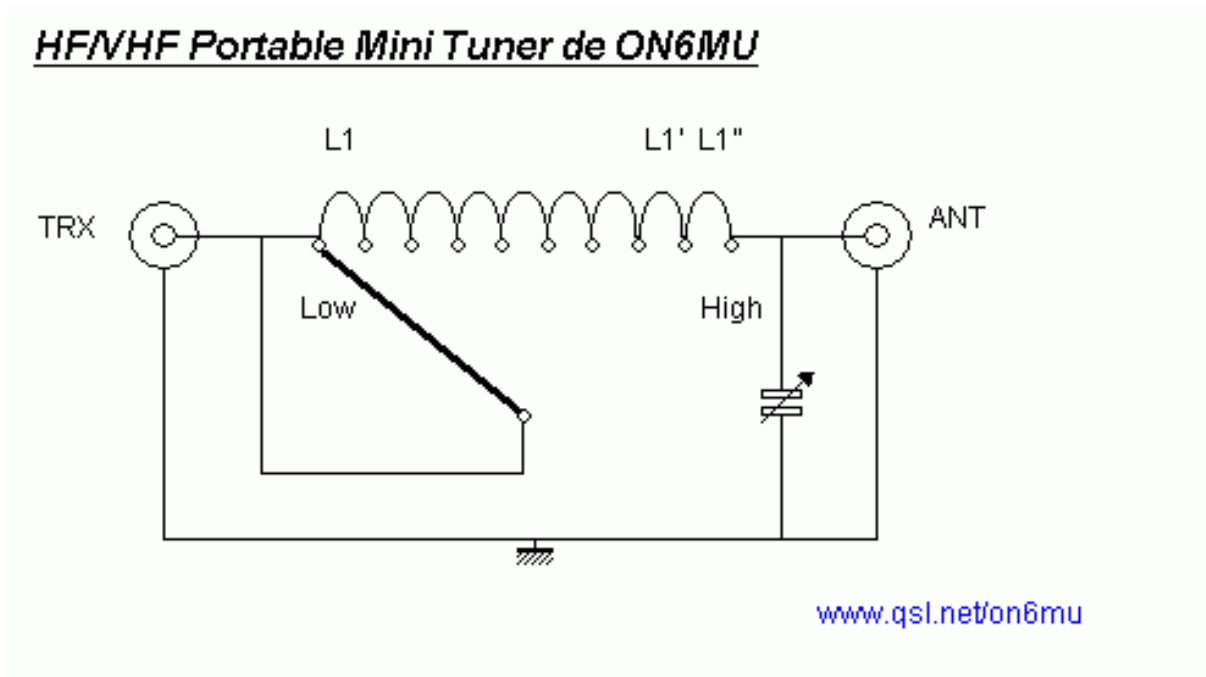 HF/VHF Portable Mini Tuner de ON6MU
L1
L1' L1"
TRX
ANT
Low
High
www.qsl.net/on6mu